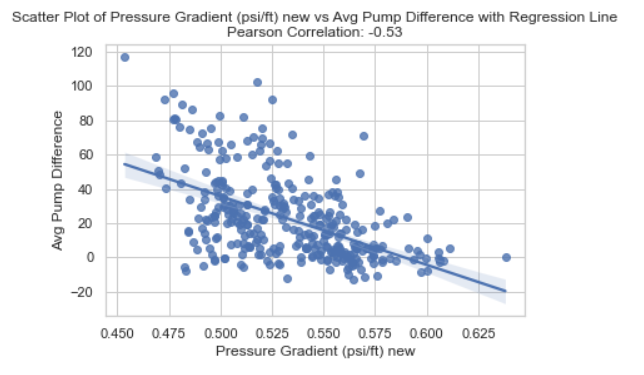 Scatter Plot of Pressure Gradient (psi/ft) new vs Avg Pump Difference with Regression Line
Pearson Correlation: -0.53
120
100
80
60
40
20
0
−20
Avg Pump Difference
0.450 0.475 0.500 0.525 0.550 0.575 0.600 0.625
Pressure Gradient (psi/ft) new